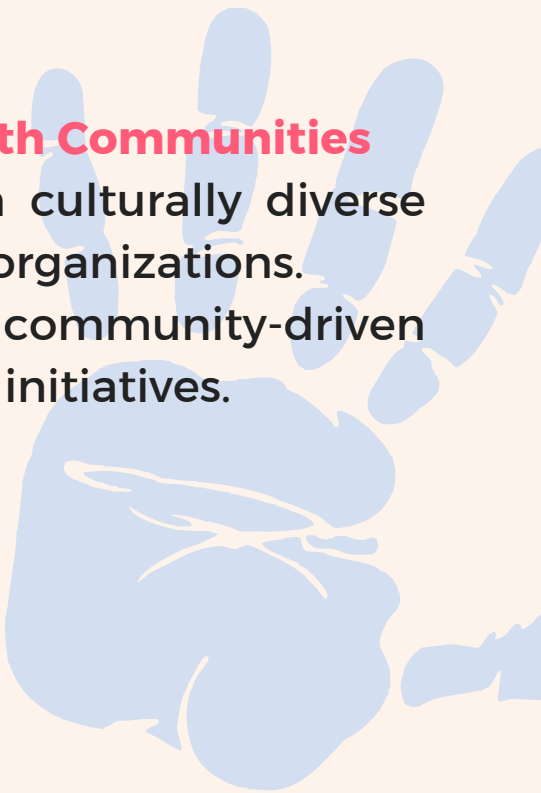 th Communities
culturally diverse
organizations.
community-driven
initiatives.